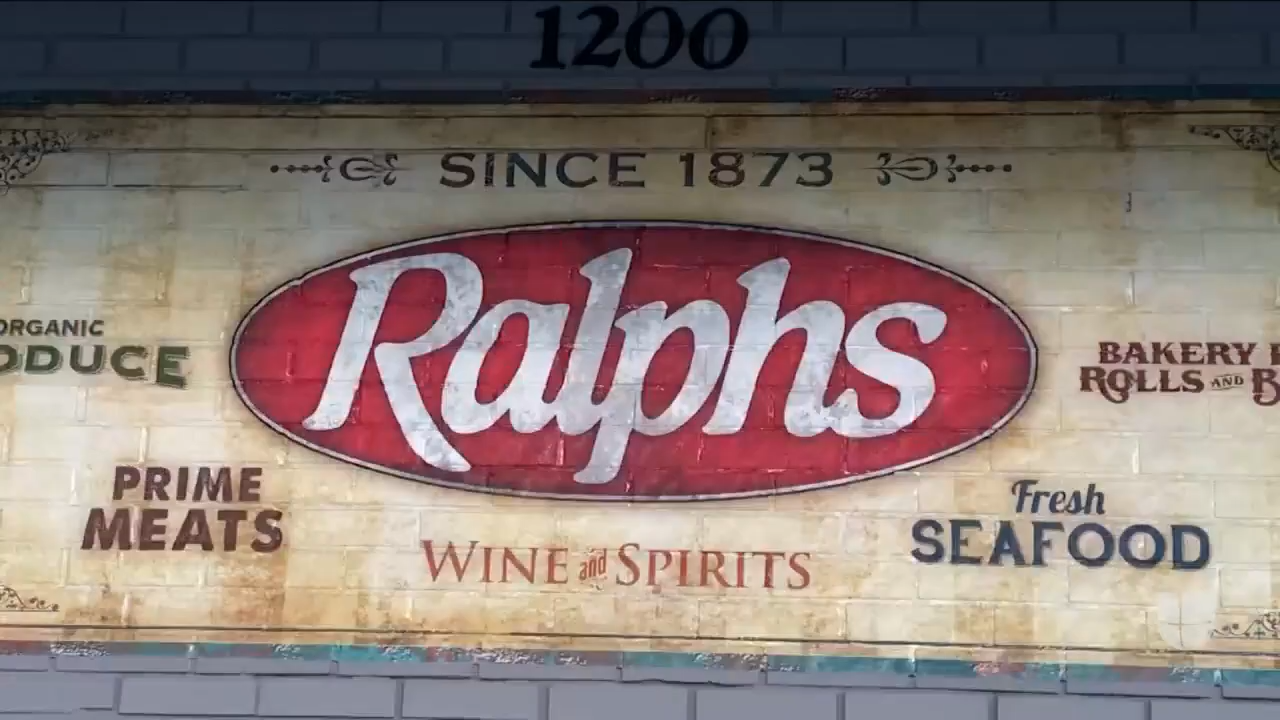 1200
SINCE 1873
Ralphs
ORGANIC
ODUCE
BAKERY
ROLLS AND
PRIME
MEATS
Fresh
SEAFOOD
WINE and SPIRITS